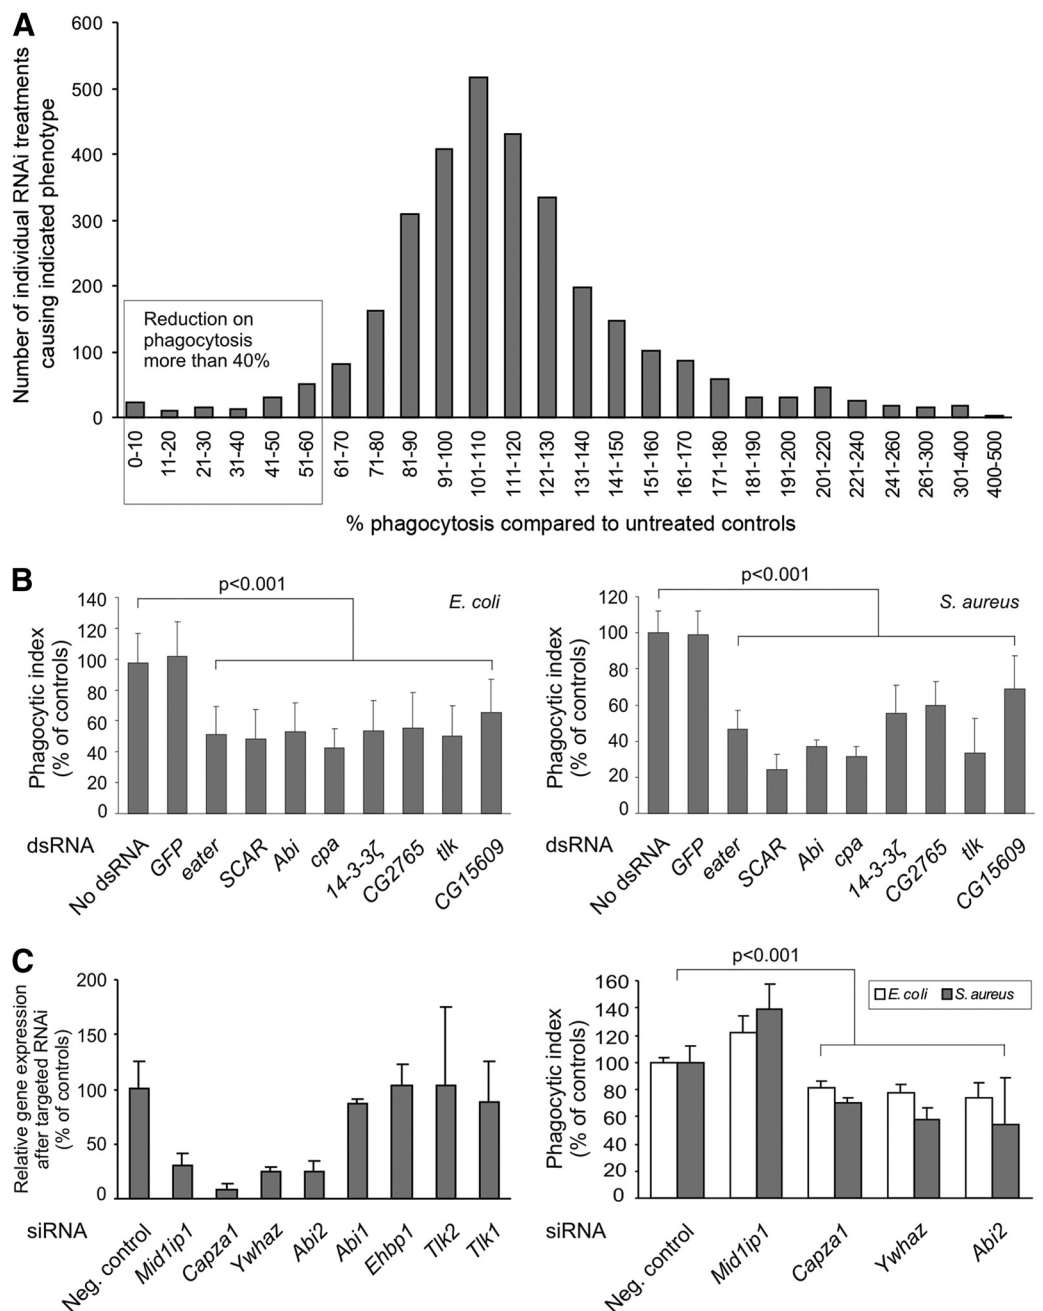 A
Number of individual RNAi treatments
causing indicated phenotype
600
500
400
300
200
100
0
Reduction on
phagocytosis
more than 40%
0-10
11-20
21-30
31-40
41-50
51-60
61-70
71-80
81-90
91-100
101-110
111-120
121-130
131-140
141-150
151-160
161-170
171-180
181-190
191-200
201-220
221-240
241-260
261-300
301-400
400-500
% phagocytosis compared to untreated controls
B
Phagocytic index
(% of controls)
140
120
100
80
60
40
20
0
p<0.001
E. coli
dsRNA
No dsRNA
GFP
eater
SCAR
Abi
cpa
14-3-3ζ
CG2765
tlk
CG15609
Phagocytic index
(% of controls)
120
100
80
60
40
20
0
p<0.001
S. aureus
dsRNA
No dsRNA
GFP
eater
SCAR
Abi
cpa
14-3-3ζ
CG2765
tlk
CG15609
C
Relative gene expression
after targeted RNAi
(% of controls)
200
150
100
50
0
siRNA
Neg. control
Mid1ip1
Capza1
Ywhaz
Abi2
Abi1
Ehbp1
Tlk2
Tlk1
Phagocytic index
(% of controls)
160
140
120
100
80
60
40
20
0
p<0.001
E. coli
S. aureus
siRNA
Neg. control
Mid1ip1
Capza1
Ywhaz
Abi2